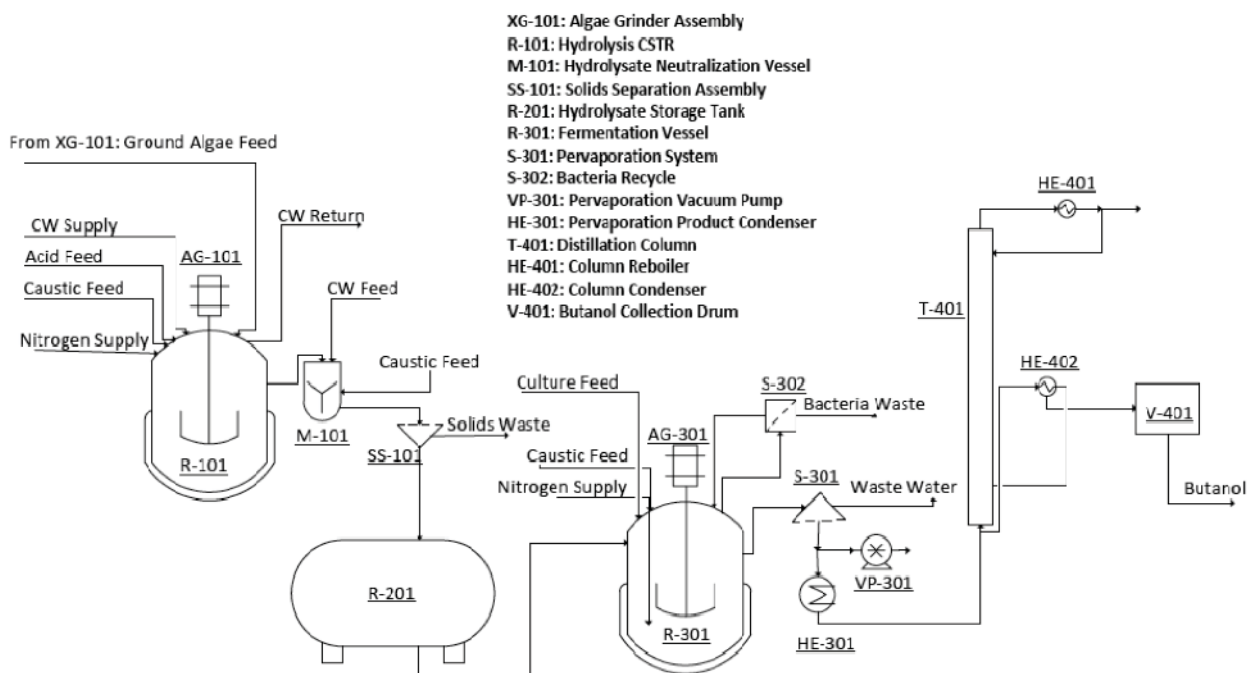 XG-101: Algae Grinder Assembly
R-101: Hydrolysis CSTR
M-101: Hydrolysate Neutralization Vessel
SS-101: Solids Separation Assembly
R-201: Hydrolysate Storage Tank
R-301: Fermentation Vessel
S-301: Pervaporation System
S-302: Bacteria Recycle
VP-301: Pervaporation Vacuum Pump
HE-301: Pervaporation Product Condenser
T-401: Distillation Column
HE-401: Column Reboiler
HE-402: Column Condenser
V-401: Butanol Collection Drum
From XG-101: Ground Algae Feed
CW Supply
CW Return
Acid Feed
AG-101
Caustic Feed
CW Feed
Nitrogen Supply
Caustic Feed
R-101
M-101
Solids Waste
SS-101
R-201
Culture Feed
S-302
Bacteria Waste
AG-301
Caustic Feed
Nitrogen Supply
S-301
Waste Water
VP-301
R-301
HE-301
HE-401
T-401
HE-402
V-401
Butanol